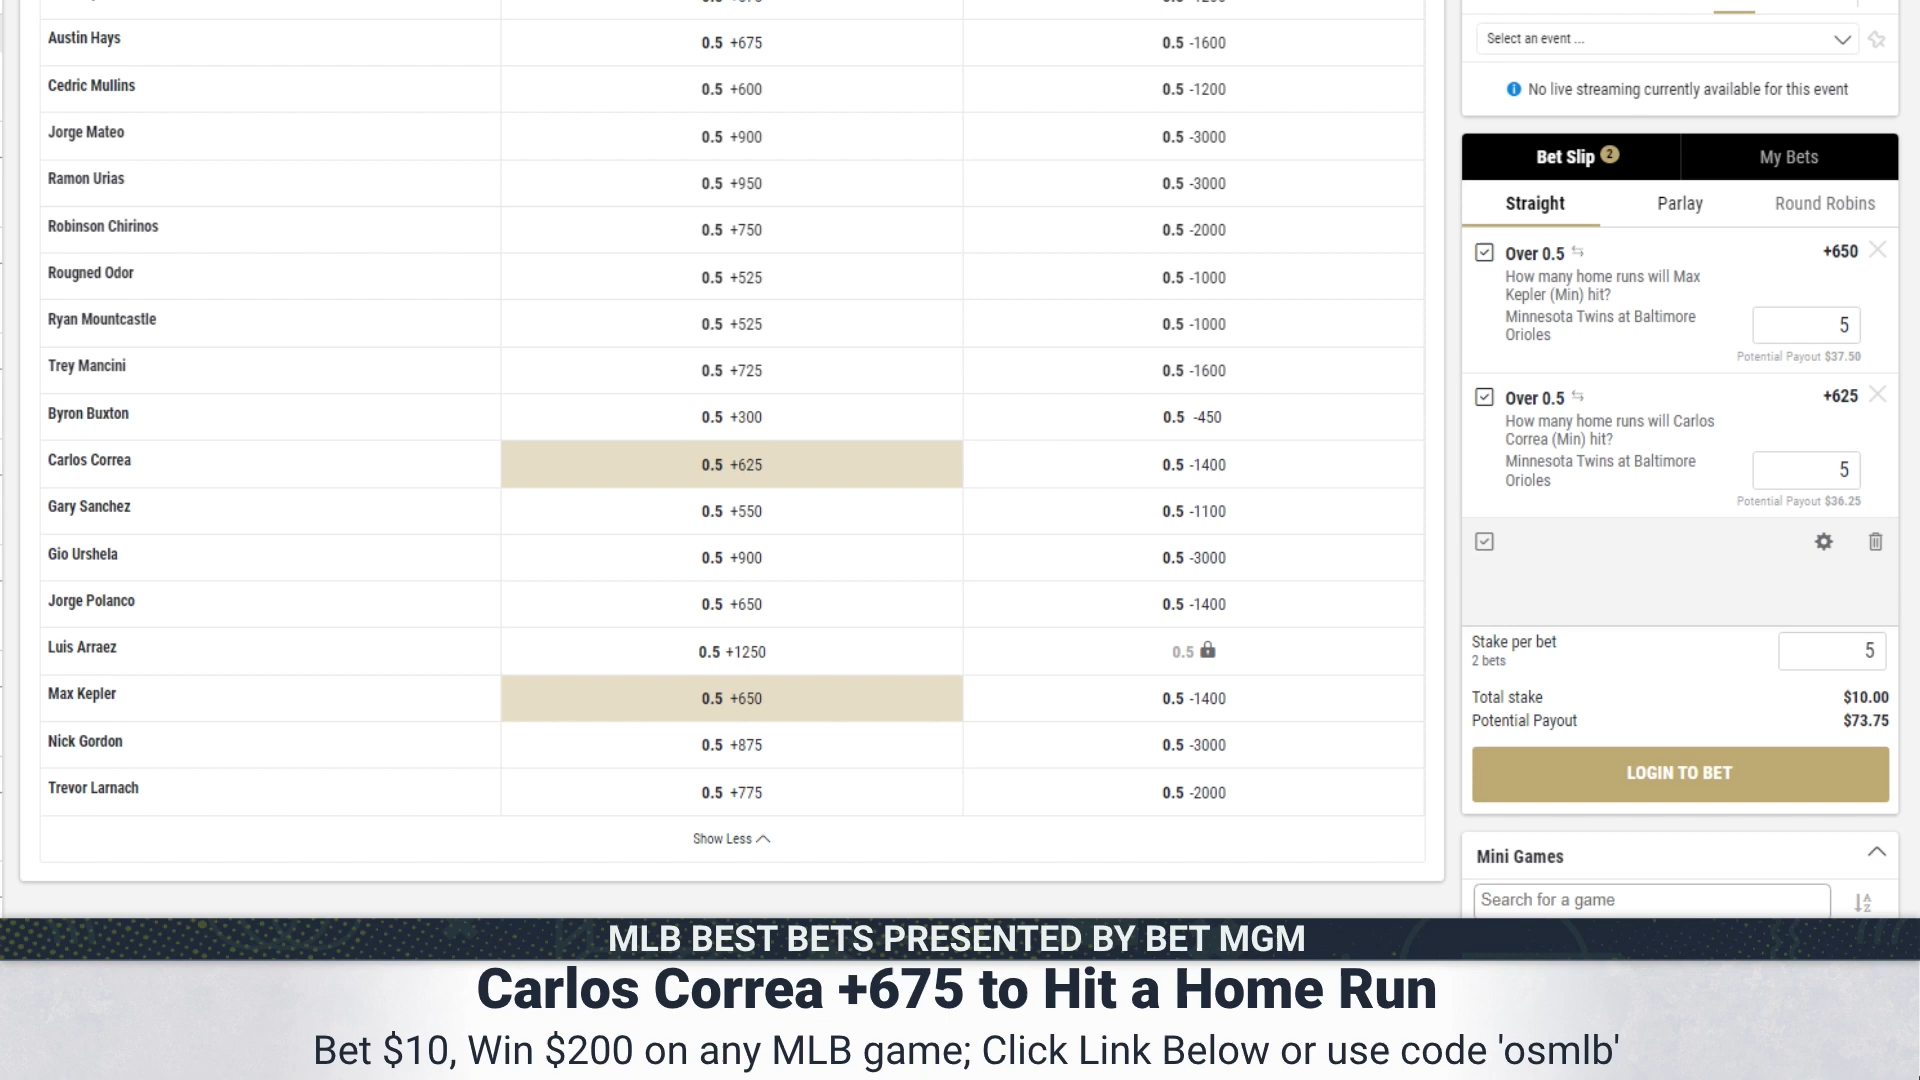 Austin Hays 0.5 +675 0.5 -1600
Cedric Mullins 0.5 +600 0.5 -1200
Jorge Mateo 0.5 +900 0.5 -3000
Ramon Urias 0.5 +950 0.5 -3000
Robinson Chirinos 0.5 +750 0.5 -2000
Rougned Odor 0.5 +525 0.5 -1000
Ryan Mountcastle 0.5 +525 0.5 -1000
Trey Mancini 0.5 +725 0.5 -1600
Byron Buxton 0.5 +300 0.5 -450
Carlos Correa 0.5 +625 0.5 -1400
Gary Sanchez 0.5 +550 0.5 -1100
Gio Urshela 0.5 +900 0.5 -3000
Jorge Polanco 0.5 +650 0.5 -1400
Luis Arraez 0.5 +1250 0.5
Max Kepler 0.5 +650 0.5 -1400
Nick Gordon 0.5 +875 0.5 -3000
Trevor Larnach 0.5 +775 0.5 -2000
Show Less
Select an event ...
No live streaming currently available for this event
Bet Slip 2 My Bets
Straight Parlay Round Robins
Over 0.5 +650
How many home runs will Max
Kepler (Min) hit?
Minnesota Twins at Baltimore
Orioles
5
Potential Payout $37.50
Over 0.5 +625
How many home runs will Carlos
Correa (Min) hit?
Minnesota Twins at Baltimore
Orioles
5
Potential Payout $36.25
Stake per bet 5
2 bets
Total stake $10.00
Potential Payout $73.75
LOGIN TO BET
Mini Games
Search for a game
MLB BEST BETS PRESENTED BY BET MGM
Carlos Correa +675 to Hit a Home Run
Bet $10, Win $200 on any MLB game; Click Link Below or use code 'osmlb'